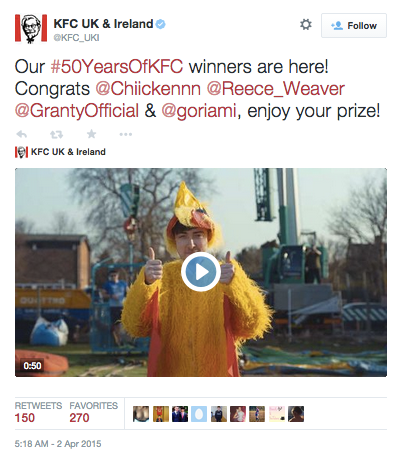 KFC UK & Ireland
@KFC_UKI
Follow
Our #50YearsOfKFC winners are here!
Congrats @Chiickennn @Reece_Weaver
@GrantyOfficial & @goriami, enjoy your prize!
KFC UK & Ireland
QUATTRO
0:50
RETWEETS FAVORITES
150 270
5:18 AM - 2 Apr 2015